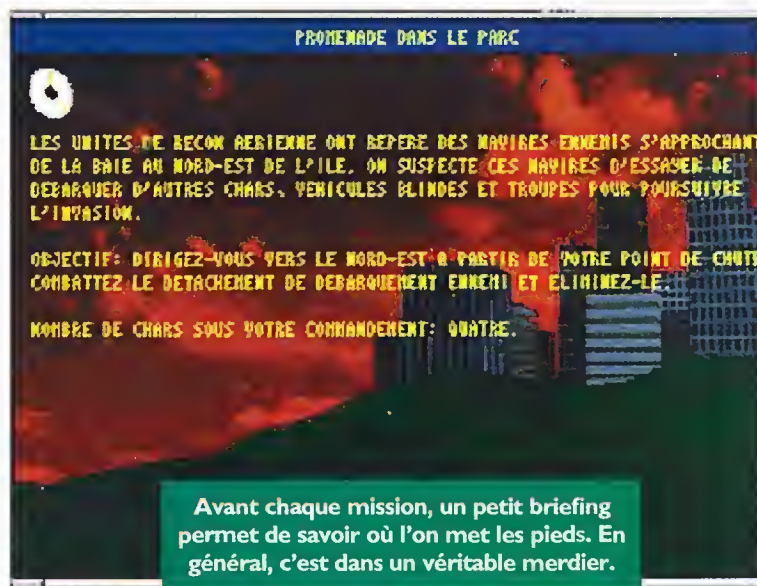 PROMENADE DANS LE PARC
LES UNITES DE RECON AERIENNE ONT REPERE DES NAVIRES ENNEMIS S'APPROCHANT
DE LA BAIE AU NORD-EST DE L'ILE. ON SUSPECTE CES NAVIRES D'ESSAYER DE
DEBARQUER D'AUTRES CHARS, VEHICULES BLINDES ET TROUPES POUR POURSUIVRE
L'INVASION.
OBJECTIF: DIRIGEZ-VOUS VERS LE NORD-EST A PARTIR DE VOTRE POINT DE CHUTE
COMBATTEZ LE DETACHEMENT DE DEBARQUEMENT ENNEMI ET ELIMINEZ-LE.
NOMBRE DE CHARS SOUS VOTRE COMMANDEMENT: QUATRE.
Avant chaque mission, un petit briefing
permet de savoir où l'on met les pieds. En
général, c'est dans un véritable merdier.